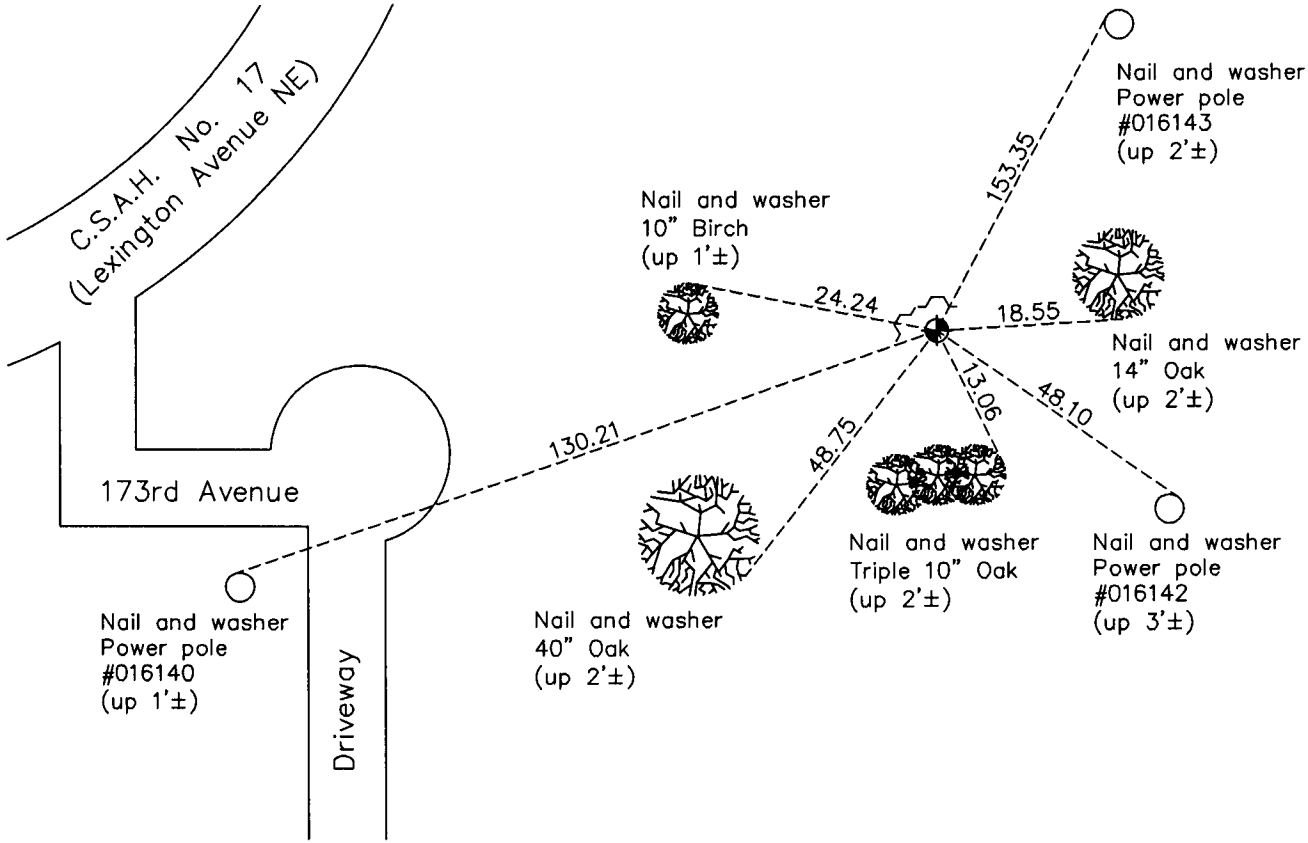 C.S.A.H. No. 17
(Lexington Avenue NE)
Nail and washer
Power pole
#016143
(up 2'±)
153.35
Nail and washer
10” Birch
(up 1'±)
24.24
18.55
Nail and washer
14” Oak
(up 2'±)
13.06
48.10
48.75
130.21
173rd Avenue
Nail and washer
Power pole
#016140
(up 1'±)
Driveway
Nail and washer
40” Oak
(up 2'±)
Nail and washer
Triple 10” Oak
(up 2'±)
Nail and washer
Power pole
#016142
(up 3'±)